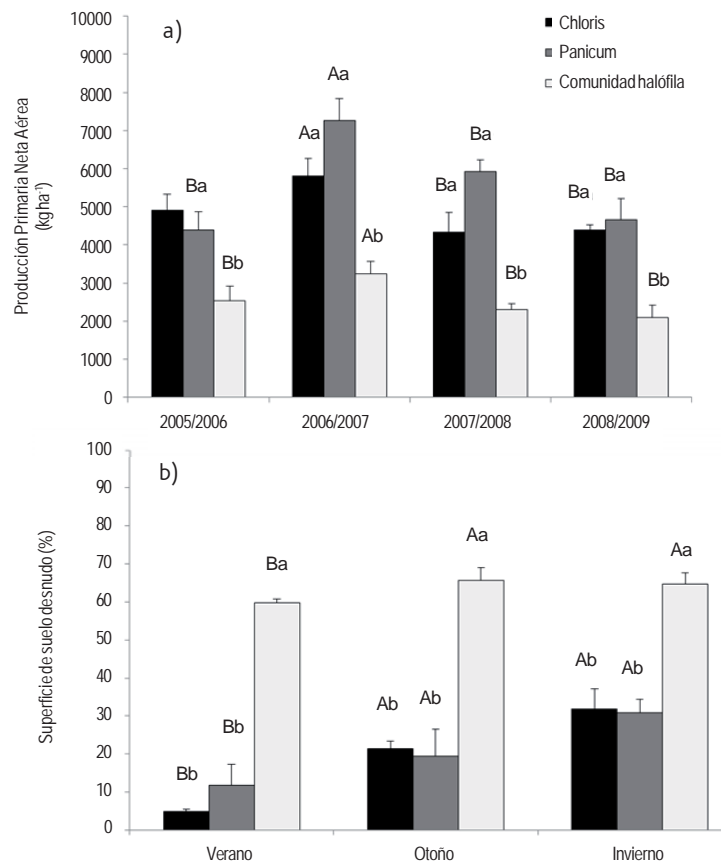 a)
Chloris
Panicum
Comunidad halófila
Producción Primaria Neta Aérea
(kg ha⁻¹)
10000
9000
8000
7000
6000
5000
4000
3000
2000
1000
0
Ba
Bb
Aa
Aa
Ab
Ba
Ba
Bb
Ba
Ba
Bb
2005/2006
2006/2007
2007/2008
2008/2009
b)
Superficie de suelo desnudo (%)
100
90
80
70
60
50
40
30
20
10
0
Bb
Bb
Ba
Ab
Ab
Aa
Ab
Ab
Aa
Verano
Otoño
Invierno